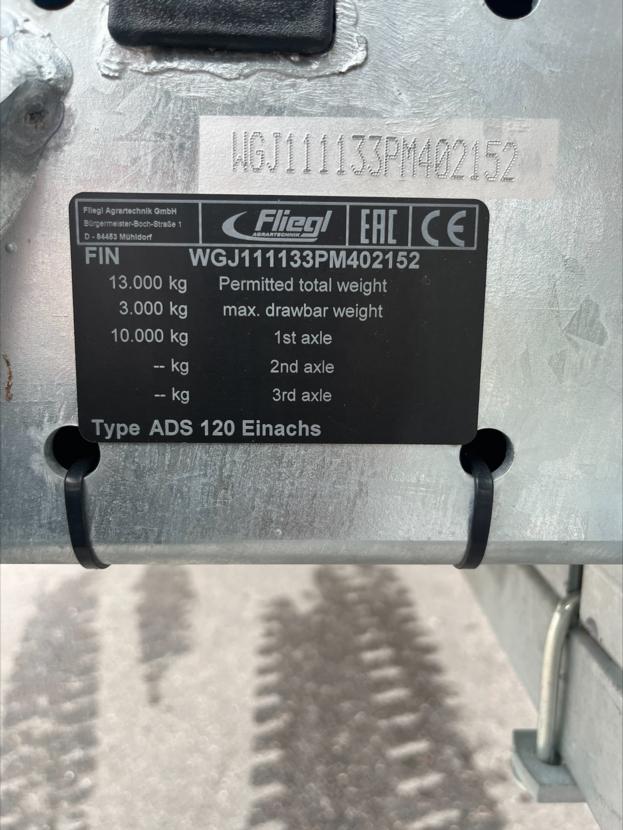 WGJ111133PM402152
Fliegl Agrartechnik GmbH
Bürgermeister-Boch-Straße 1
D - 84453 Mühldorf
Fliegl
AGRARTECHNIK
EAC
CE
FIN WGJ111133PM402152
13.000 kg Permitted total weight
3.000 kg max. drawbar weight
10.000 kg 1st axle
-- kg 2nd axle
-- kg 3rd axle
Type ADS 120 Einachs